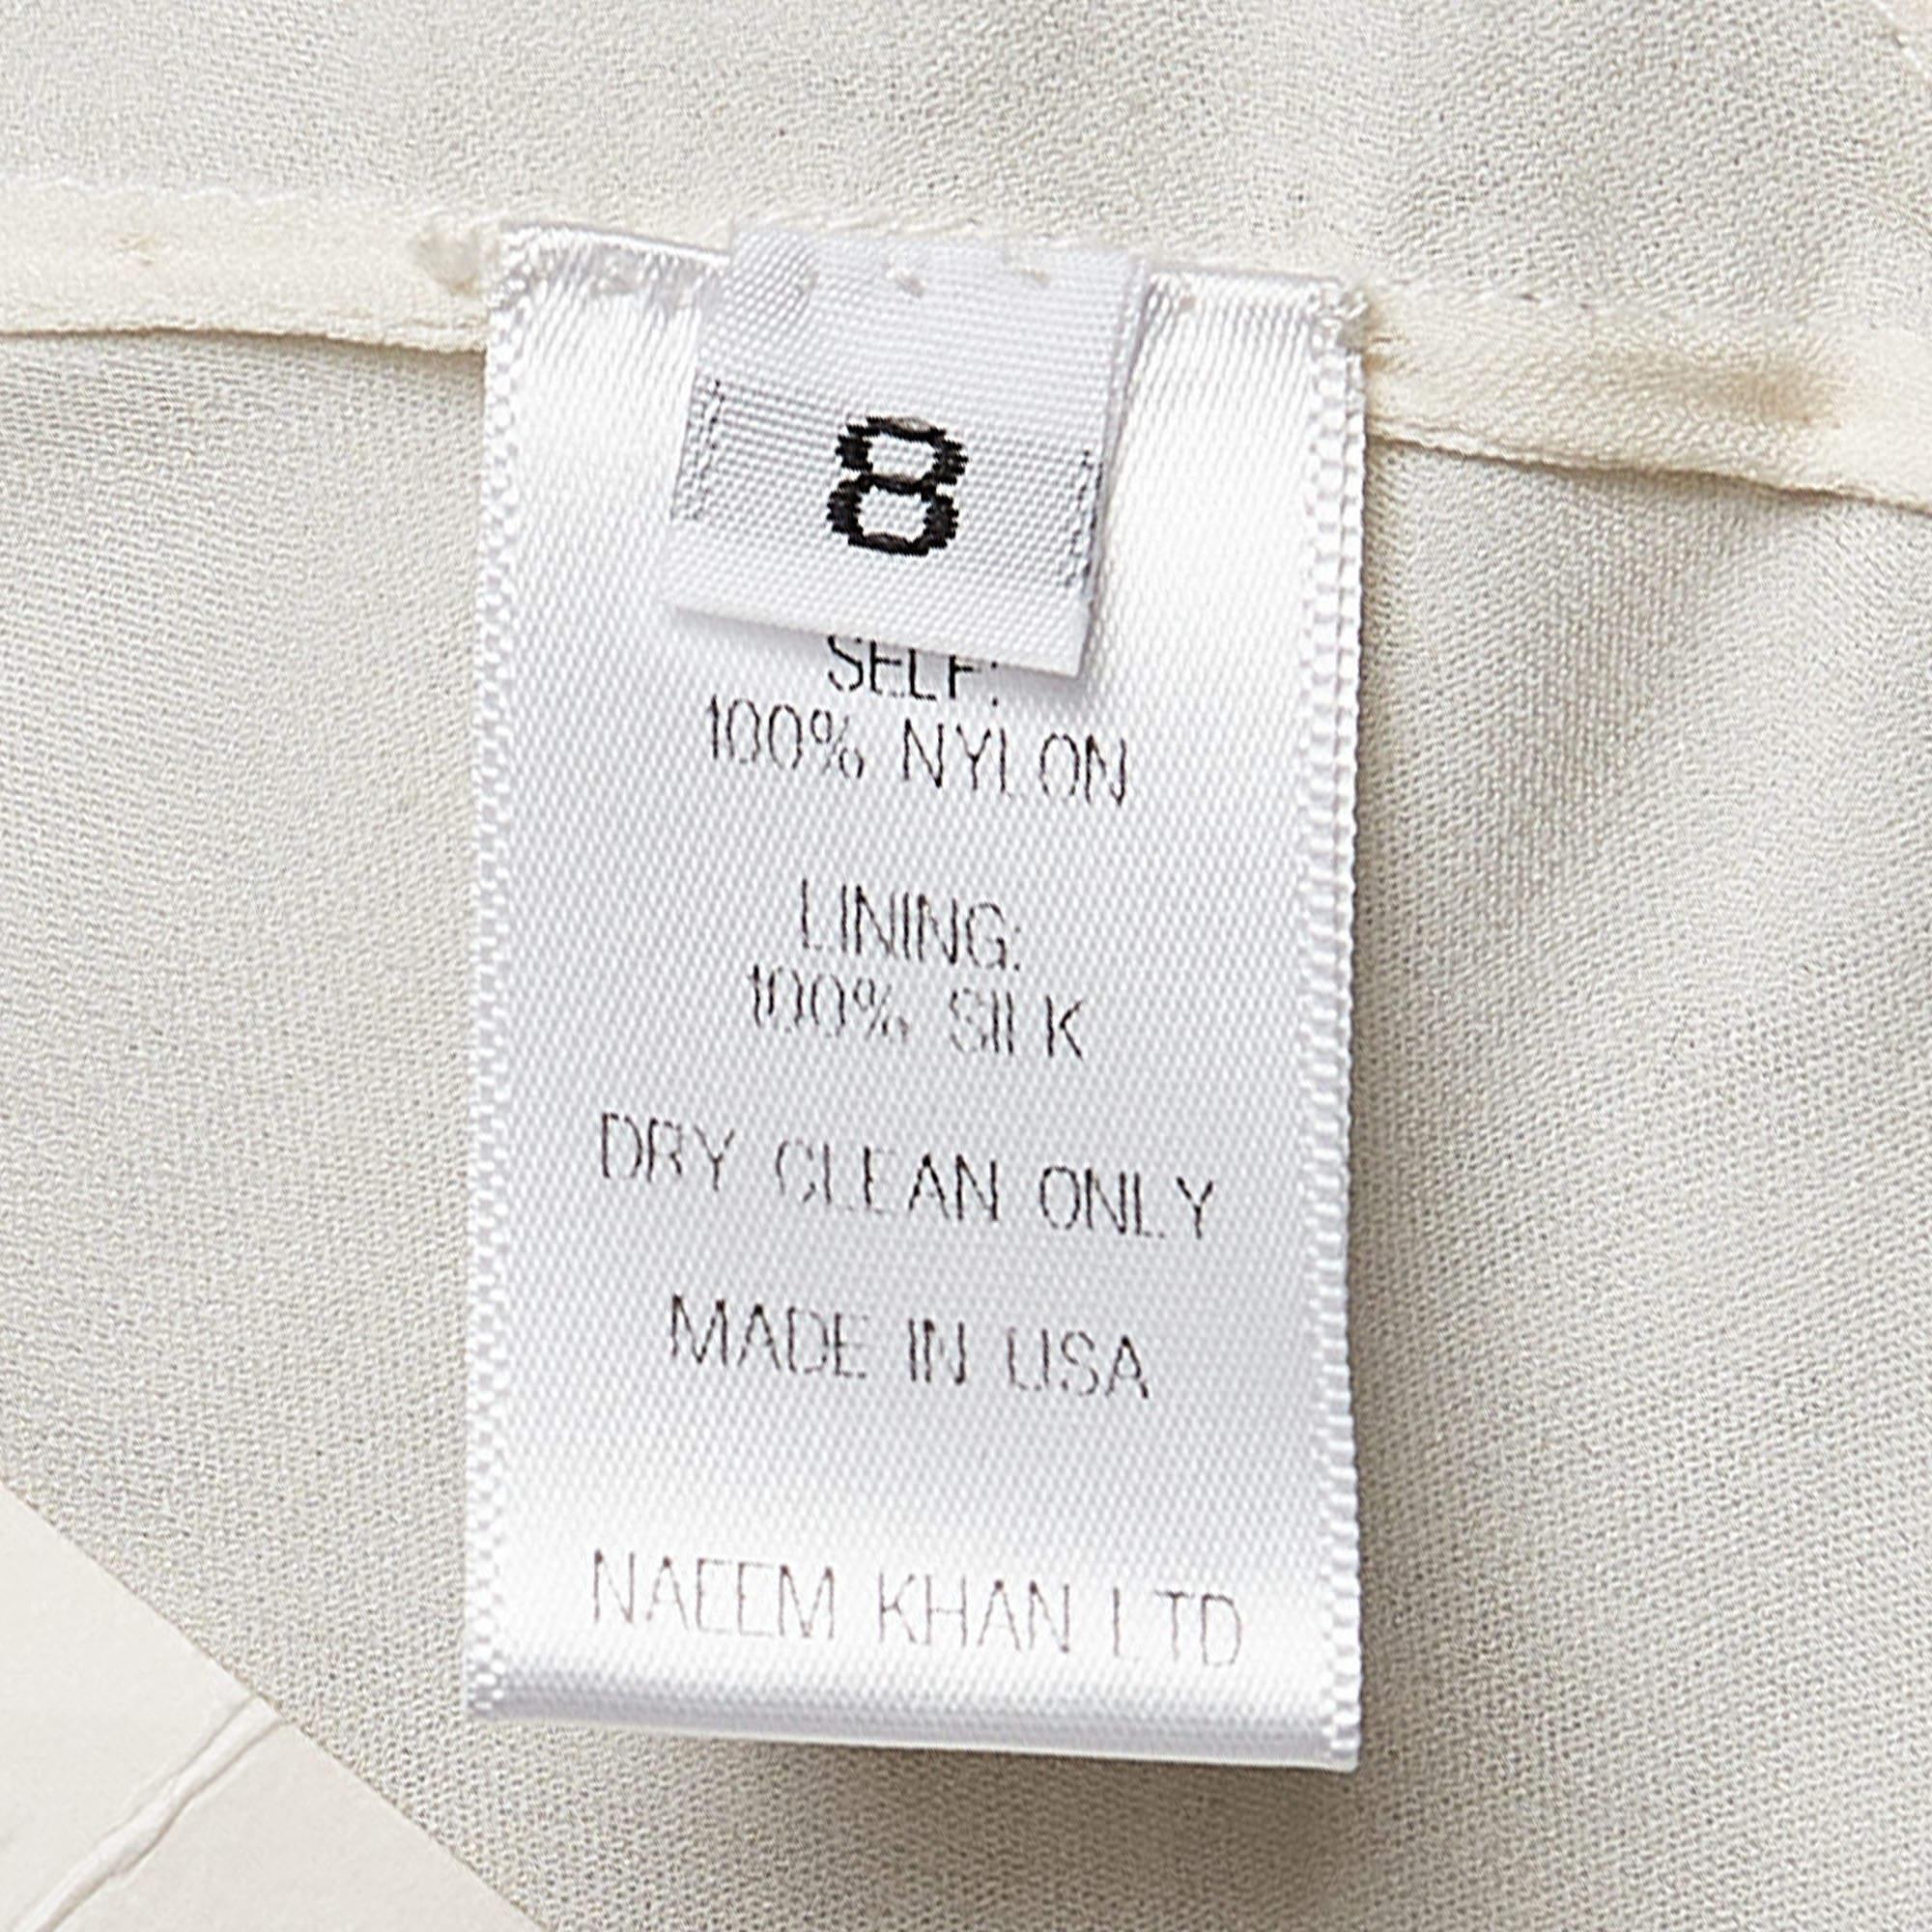 8
SELF:
100% NYLON
LINING:
100% SILK
DRY CLEAN ONLY
MADE IN USA
NAEEM KHAN LTD